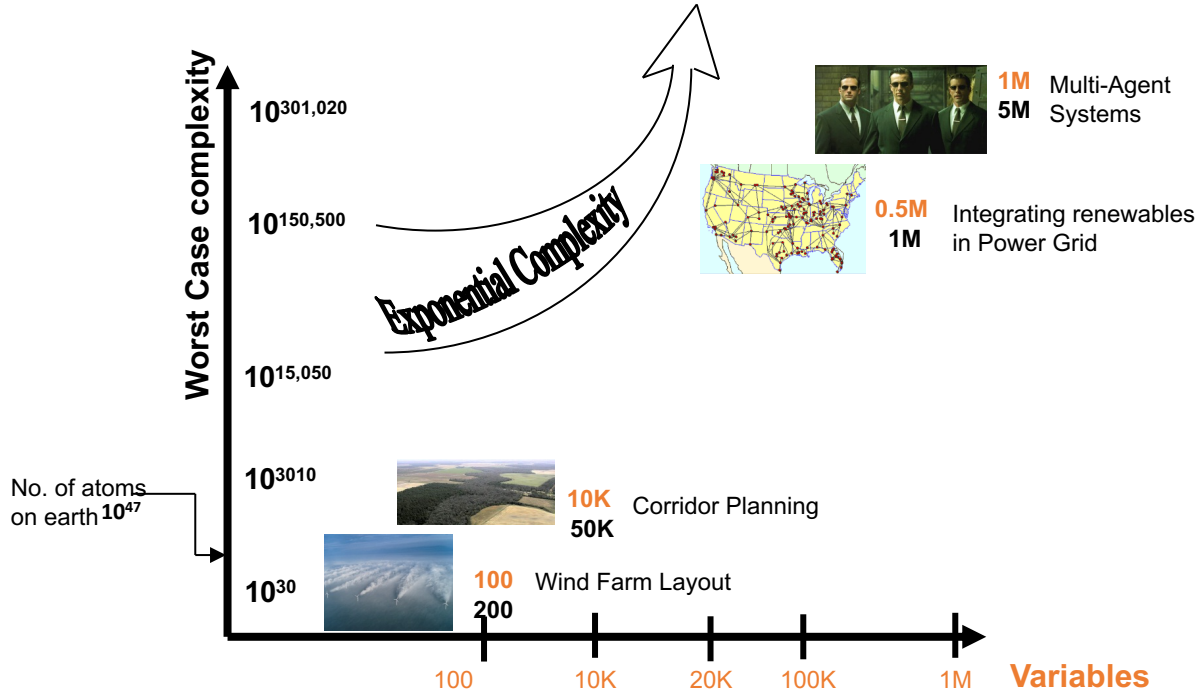 Worst Case complexity
10^301,020
10^150,500
10^15,050
10^3010
10^30
No. of atoms
on earth 10^47
Exponential Complexity
1M
5M
Multi-Agent
Systems
0.5M
1M
Integrating renewables
in Power Grid
10K
50K
Corridor Planning
100
200
Wind Farm Layout
100
10K
20K
100K
1M
Variables